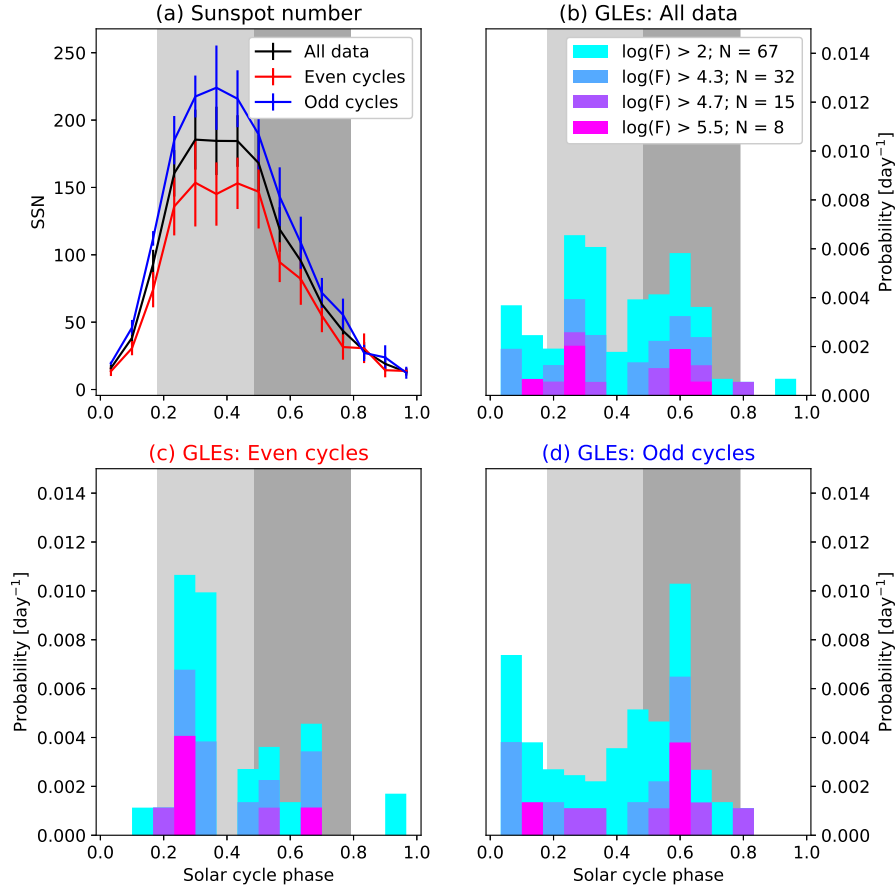 (a) Sunspot number
250
200
150
100
50
0
SSN
All data
Even cycles
Odd cycles
0.0 0.2 0.4 0.6 0.8 1.0
(b) GLEs: All data
log(F) > 2; N = 67
log(F) > 4.3; N = 32
log(F) > 4.7; N = 15
log(F) > 5.5; N = 8
0.014
0.012
0.010
0.008
0.006
0.004
0.002
0.000
Probability [day⁻¹]
0.0 0.2 0.4 0.6 0.8 1.0
(c) GLEs: Even cycles
0.014
0.012
0.010
0.008
0.006
0.004
0.002
0.000
Probability [day⁻¹]
0.0 0.2 0.4 0.6 0.8 1.0
Solar cycle phase
(d) GLEs: Odd cycles
0.014
0.012
0.010
0.008
0.006
0.004
0.002
0.000
Probability [day⁻¹]
0.0 0.2 0.4 0.6 0.8 1.0
Solar cycle phase